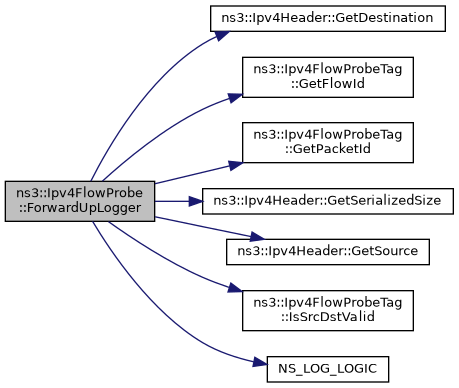 ns3::Ipv4Header::GetDestination
ns3::Ipv4FlowProbeTag
::GetFlowId
ns3::Ipv4FlowProbeTag
::GetPacketId
ns3::Ipv4FlowProbe
::ForwardUpLogger
ns3::Ipv4Header::GetSerializedSize
ns3::Ipv4Header::GetSource
ns3::Ipv4FlowProbeTag
::IsSrcDstValid
NS_LOG_LOGIC